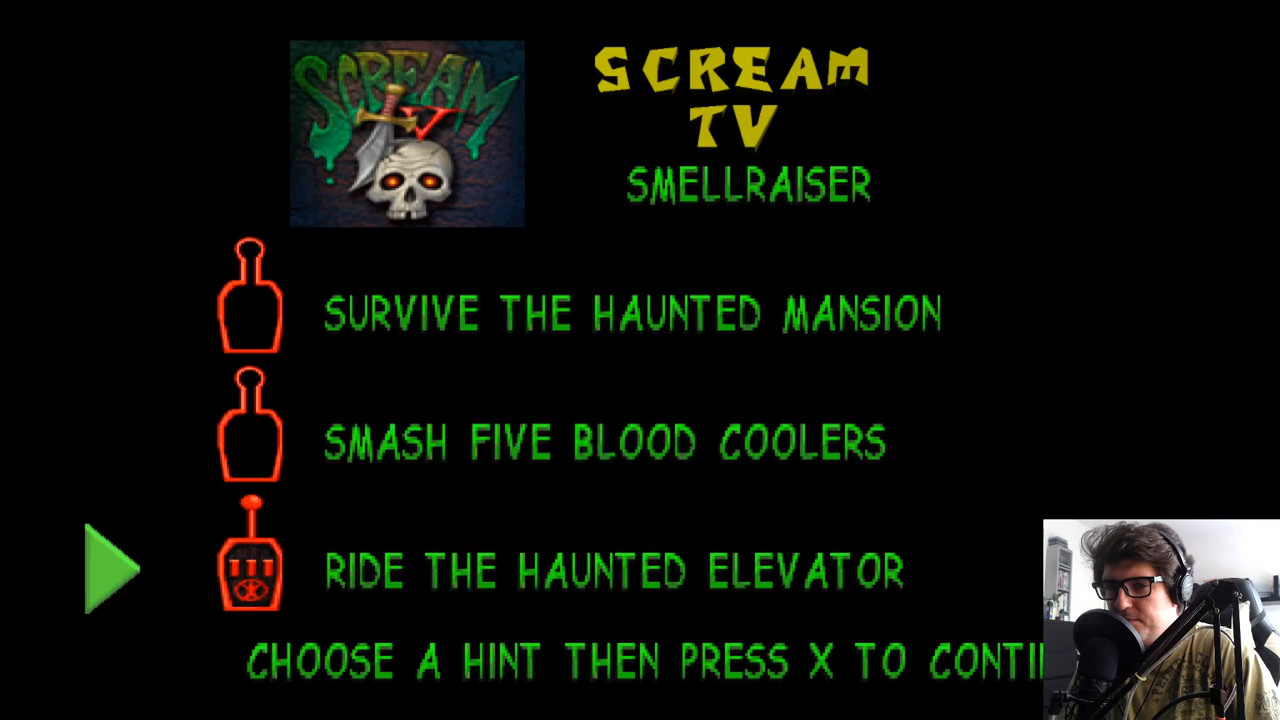 SCREAM
TV
SCREAM
TV
SMELLRAISER
SURVIVE THE HAUNTED MANSION
SMASH FIVE BLOOD COOLERS
RIDE THE HAUNTED ELEVATOR
CHOOSE A HINT THEN PRESS X TO